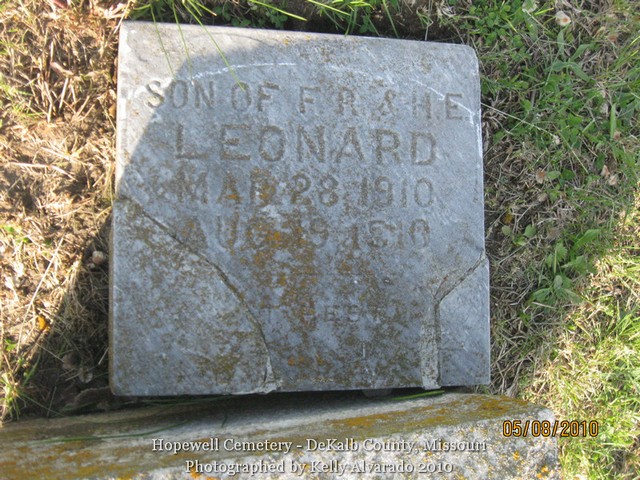 SON OF F.R. & H.E.
LEONARD
MAR. 28, 1910
AUG. 19, 1910
05/08/2010
Hopewell Cemetery - DeKalb County, Missouri
Photographed by Kelly Alvarado 2010